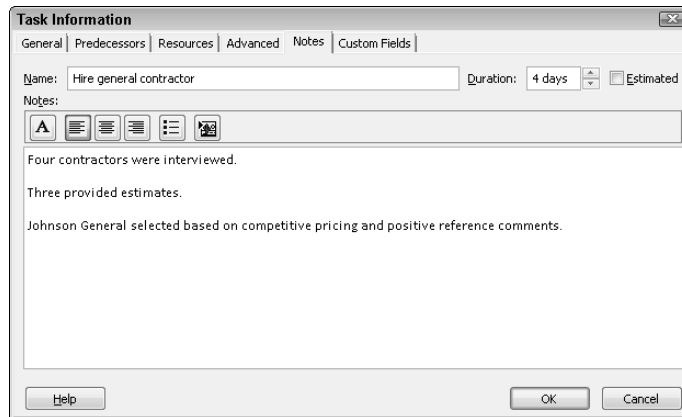 Task Information
General Predecessors Resources Advanced Notes Custom Fields
Name: Hire general contractor Duration: 4 days Estimated
Notes:
A
Four contractors were interviewed.
Three provided estimates.
Johnson General selected based on competitive pricing and positive reference comments.
Help OK Cancel